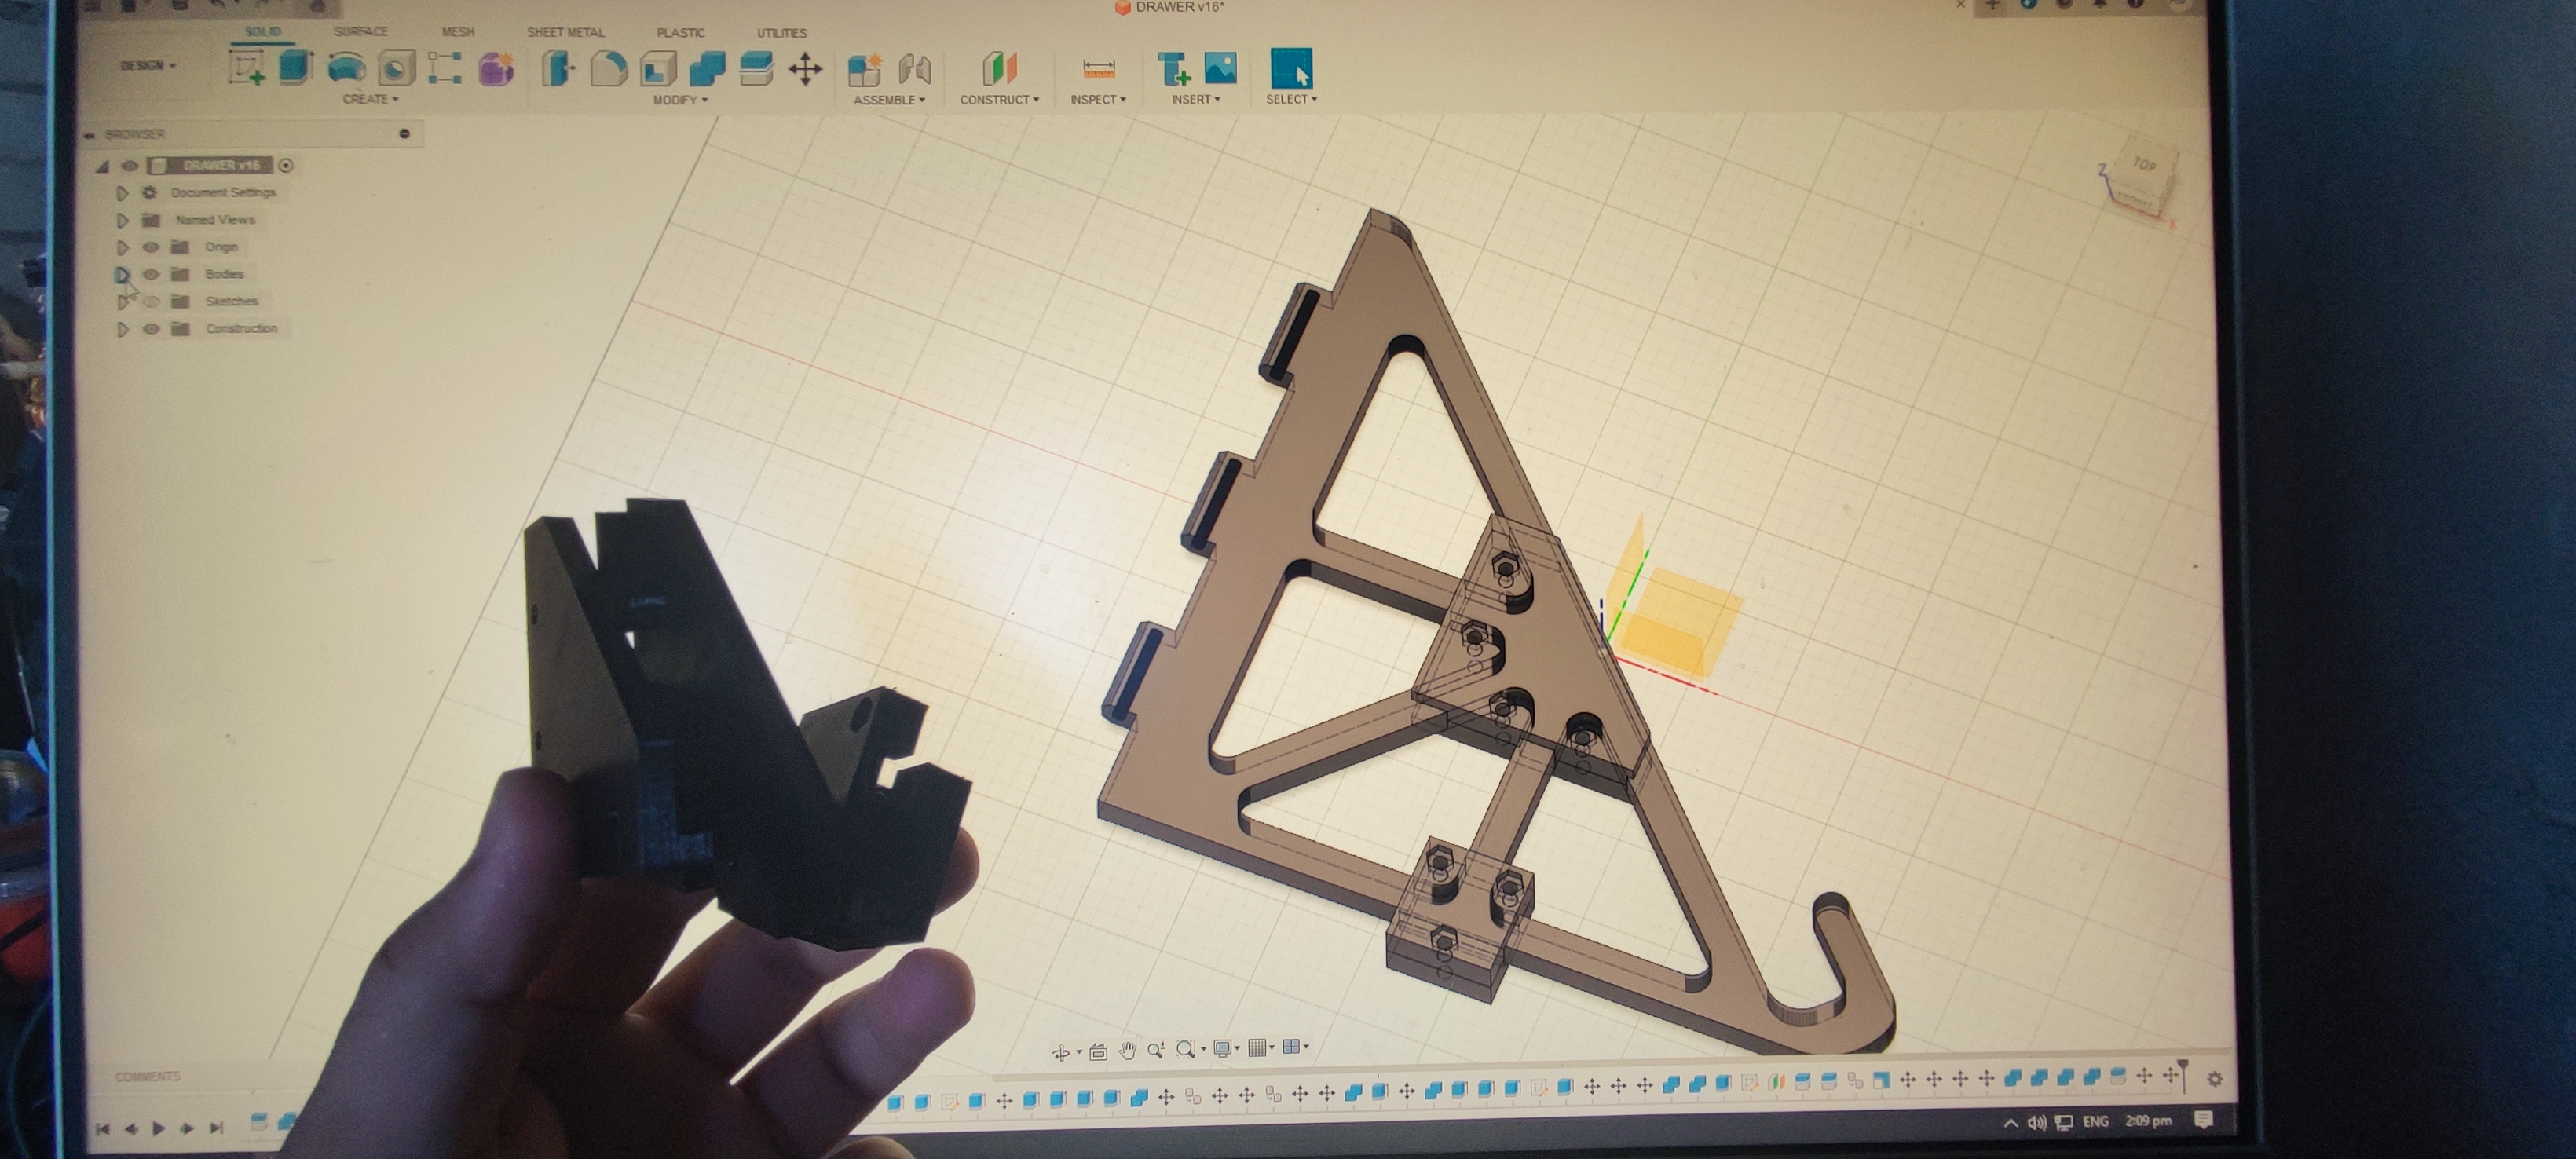 DRAWER v16*
SOLID SURFACE MESH SHEET METAL PLASTIC UTILITIES
DESIGN
CREATE MODIFY ASSEMBLE CONSTRUCT INSPECT INSERT SELECT
BROWSER
DRAWER v16
Document Settings
Named Views
Origin
Bodies
Sketches
Construction
TOP
Z
X
COMMENTS
ENG 2:09 pm